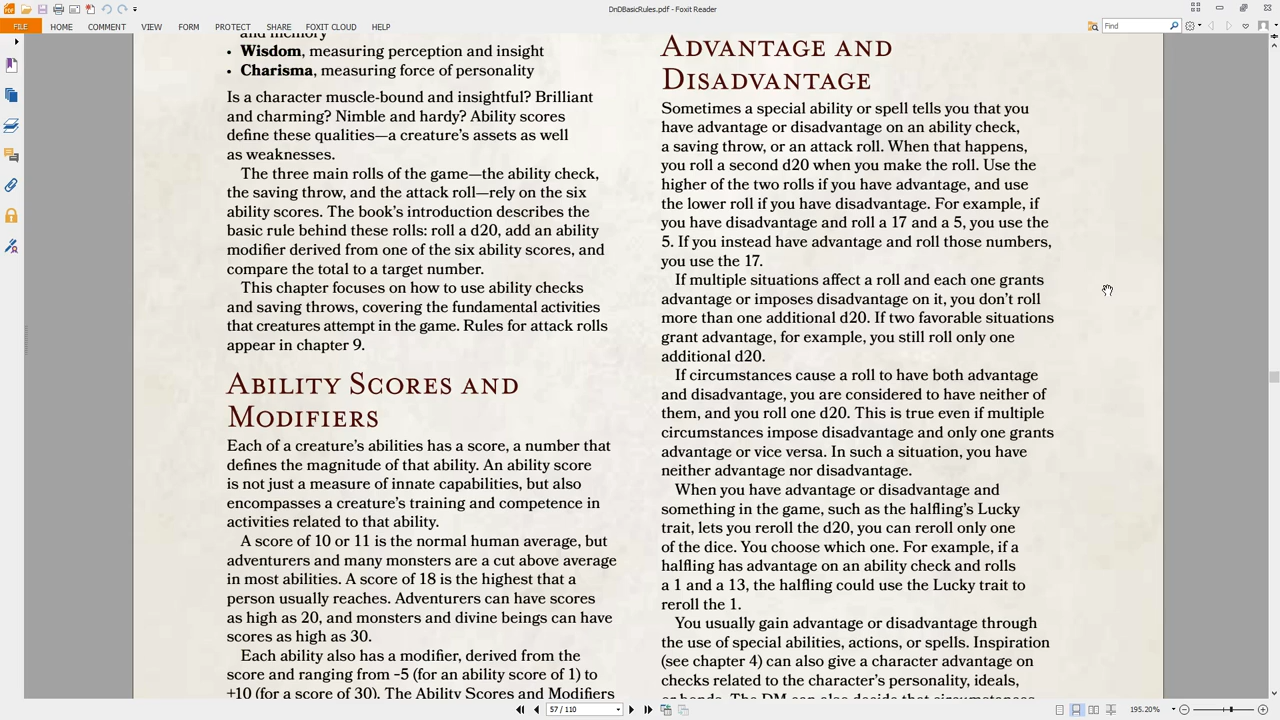 DnDBasicRules.pdf - Foxit Reader
FILE HOME COMMENT VIEW FORM PROTECT SHARE FOXIT CLOUD HELP
Find
and memory
• Wisdom, measuring perception and insight
• Charisma, measuring force of personality
Is a character muscle-bound and insightful? Brilliant
and charming? Nimble and hardy? Ability scores
define these qualities—a creature's assets as well
as weaknesses.
The three main rolls of the game—the ability check,
the saving throw, and the attack roll—rely on the six
ability scores. The book's introduction describes the
basic rule behind these rolls: roll a d20, add an ability
modifier derived from one of the six ability scores, and
compare the total to a target number.
This chapter focuses on how to use ability checks
and saving throws, covering the fundamental activities
that creatures attempt in the game. Rules for attack rolls
appear in chapter 9.
Ability Scores and
Modifiers
Each of a creature's abilities has a score, a number that
defines the magnitude of that ability. An ability score
is not just a measure of innate capabilities, but also
encompasses a creature's training and competence in
activities related to that ability.
A score of 10 or 11 is the normal human average, but
adventurers and many monsters are a cut above average
in most abilities. A score of 18 is the highest that a
person usually reaches. Adventurers can have scores
as high as 20, and monsters and divine beings can have
scores as high as 30.
Each ability also has a modifier, derived from the
score and ranging from -5 (for an ability score of 1) to
+10 (for a score of 30). The Ability Scores and Modifiers
Advantage and
Disadvantage
Sometimes a special ability or spell tells you that you
have advantage or disadvantage on an ability check,
a saving throw, or an attack roll. When that happens,
you roll a second d20 when you make the roll. Use the
higher of the two rolls if you have advantage, and use
the lower roll if you have disadvantage. For example, if
you have disadvantage and roll a 17 and a 5, you use the
5. If you instead have advantage and roll those numbers,
you use the 17.
If multiple situations affect a roll and each one grants
advantage or imposes disadvantage on it, you don't roll
more than one additional d20. If two favorable situations
grant advantage, for example, you still roll only one
additional d20.
If circumstances cause a roll to have both advantage
and disadvantage, you are considered to have neither of
them, and you roll one d20. This is true even if multiple
circumstances impose disadvantage and only one grants
advantage or vice versa. In such a situation, you have
neither advantage nor disadvantage.
When you have advantage or disadvantage and
something in the game, such as the halfling's Lucky
trait, lets you reroll the d20, you can reroll only one
of the dice. You choose which one. For example, if a
halfling has advantage on an ability check and rolls
a 1 and a 13, the halfling could use the Lucky trait to
reroll the 1.
You usually gain advantage or disadvantage through
the use of special abilities, actions, or spells. Inspiration
(see chapter 4) can also give a character advantage on
checks related to the character's personality, ideals,
or bonds. The DM can also decide that circumstances
57 / 110
195.20%